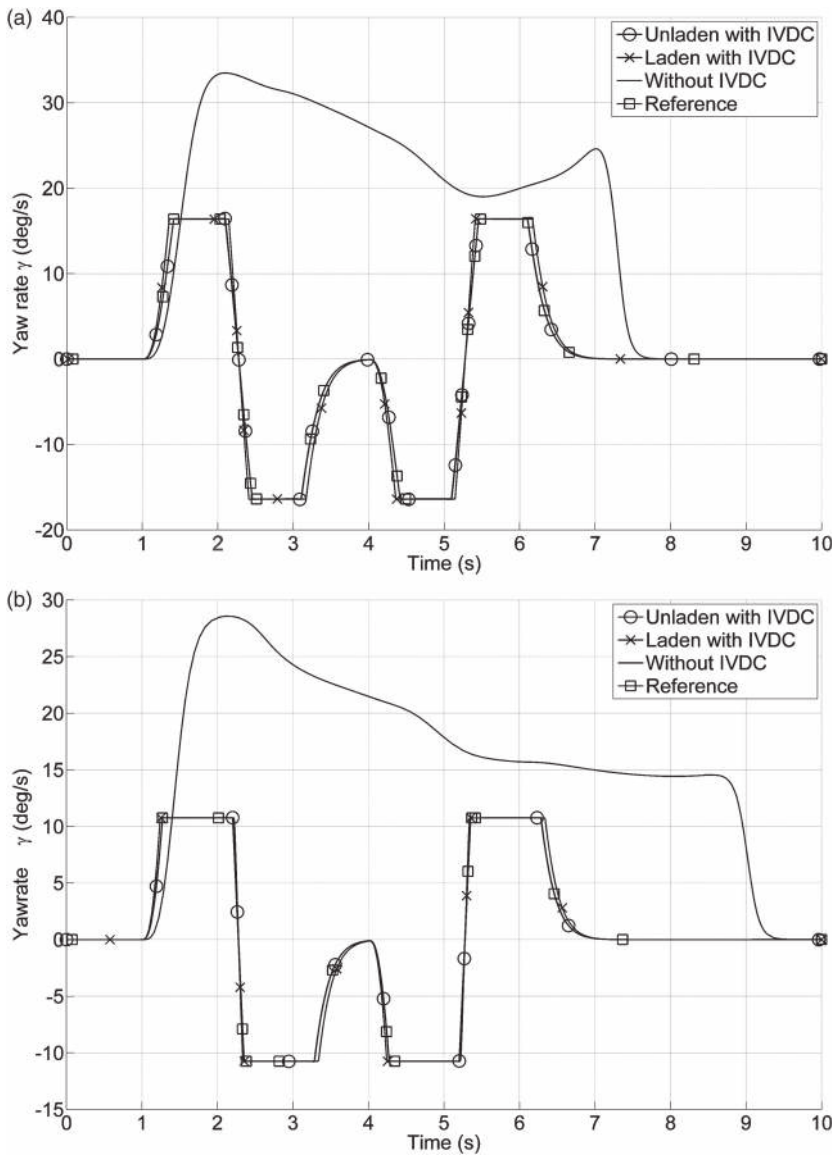 (a)
40
30
20
10
0
-10
-20
Yaw rate γ (deg/s)
Unladen with IVDC
Laden with IVDC
Without IVDC
Reference
0 1 2 3 4 5 6 7 8 9 10
Time (s)
(b)
30
25
20
15
10
5
0
-5
-10
-15
Yawrate γ (deg/s)
Unladen with IVDC
Laden with IVDC
Without IVDC
Reference
0 1 2 3 4 5 6 7 8 9 10
Time (s)